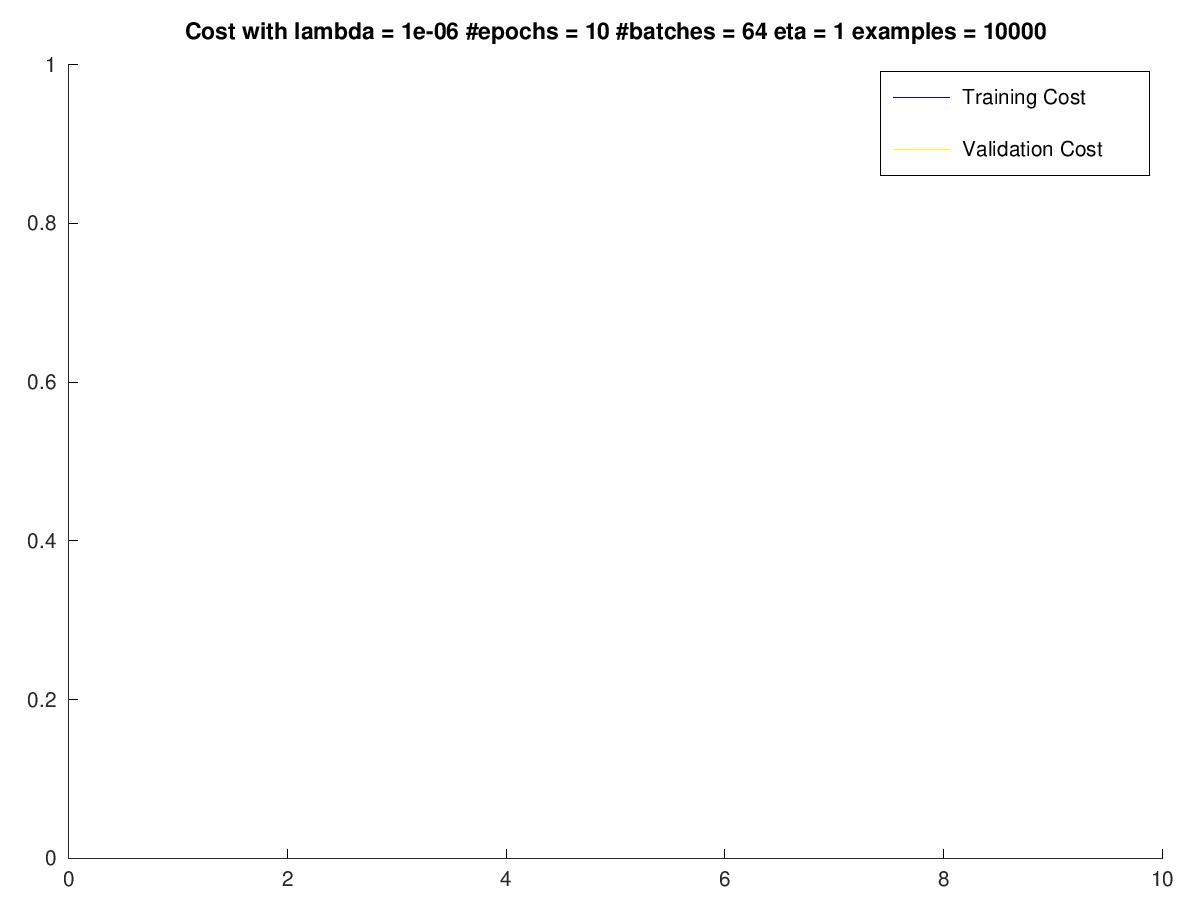 Cost with lambda = 1e-06 #epochs = 10 #batches = 64 eta = 1 examples = 10000
1
Training Cost
Validation Cost
0.8
0.6
0.4
0.2
0
0 2 4 6 8 10